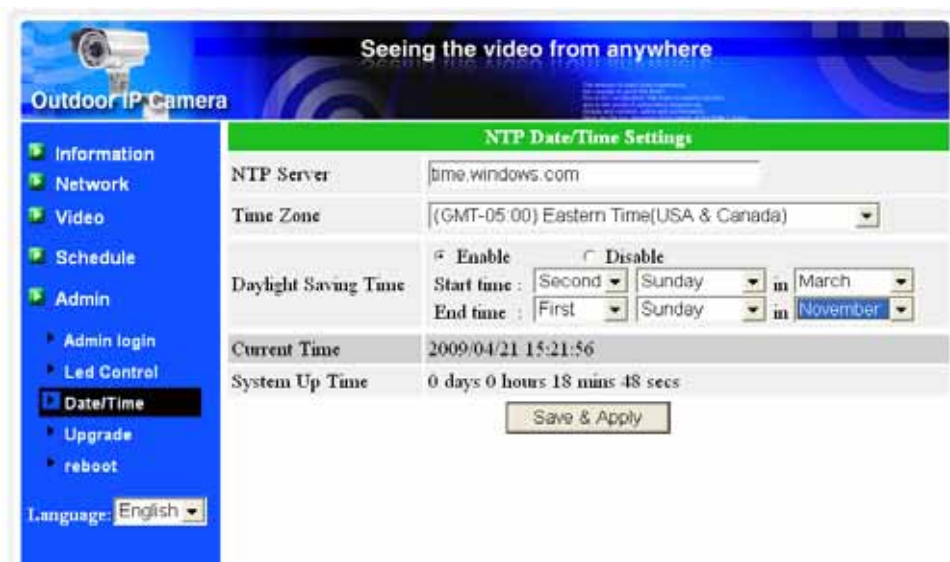 Seeing the video from anywhere
Outdoor IP Camera
Information
Network
Video
Schedule
Admin
Admin login
Led Control
Date/Time
Upgrade
reboot
Language: English
NTP Date/Time Settings
NTP Server time.windows.com
Time Zone (GMT-05:00) Eastern Time(USA & Canada)
Daylight Saving Time
Enable Disable
Start time : Second Sunday in March
End time : First Sunday in November
Current Time 2009/04/21 15:21:56
System Up Time 0 days 0 hours 18 mins 48 secs
Save & Apply